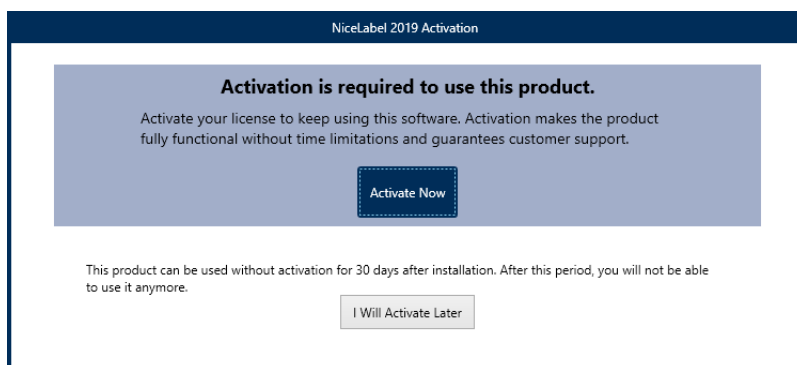 NiceLabel 2019 Activation
Activation is required to use this product.
Activate your license to keep using this software. Activation makes the product
fully functional without time limitations and guarantees customer support.
Activate Now
This product can be used without activation for 30 days after installation. After this period, you will not be able
to use it anymore.
I Will Activate Later